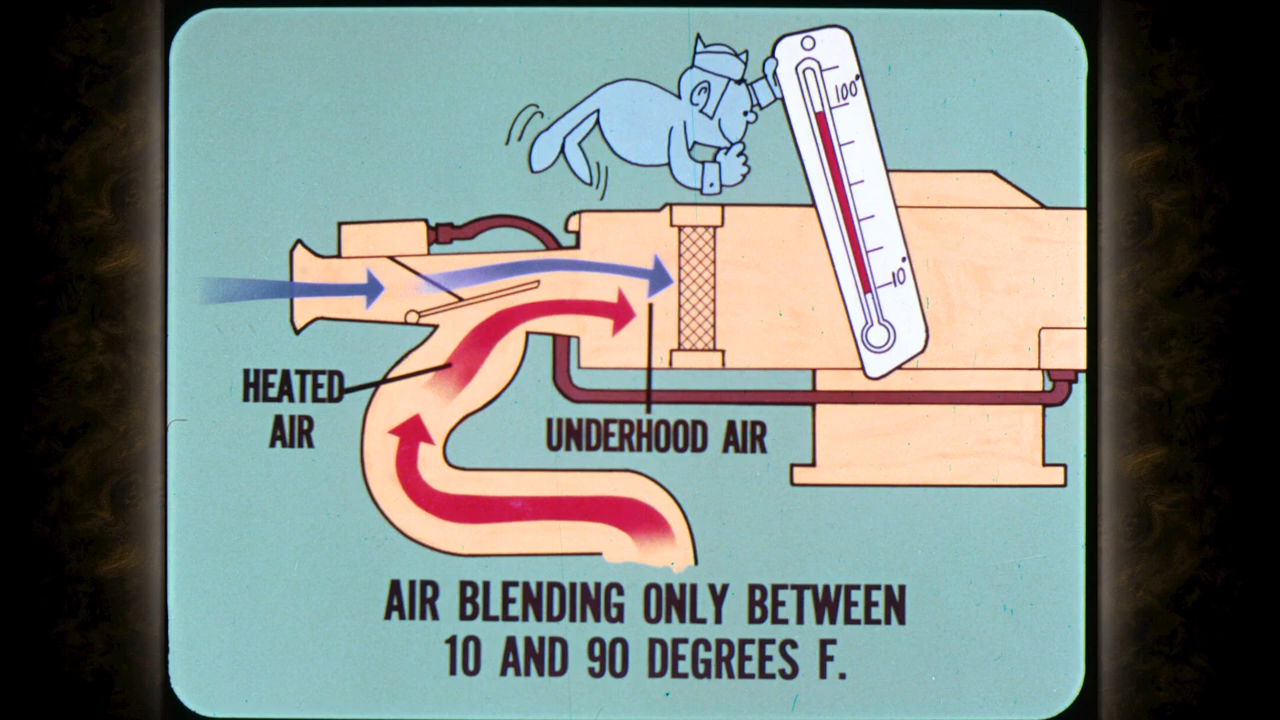 100°
10°
HEATED
AIR
UNDERHOOD AIR
AIR BLENDING ONLY BETWEEN
10 AND 90 DEGREES F.